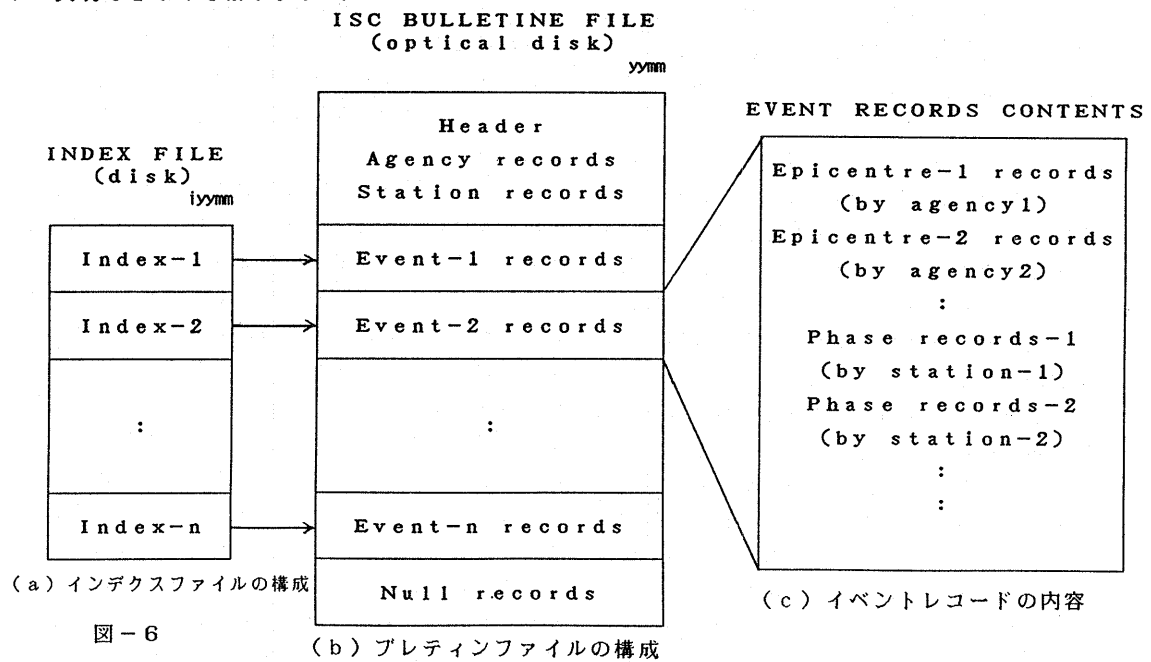 ISC BULLETINE FILE
(optical disk)
yymm
Header
Agency records
Station records
Event-1 records
Event-2 records
:
Event-n records
Null records
(b) ブレティンファイルの構成
INDEX FILE
(disk)
iyymm
Index-1
Index-2
:
Index-n
(a) インデクスファイルの構成
図-6
EVENT RECORDS CONTENTS
Epicentre-1 records
(by agency1)
Epicentre-2 records
(by agency2)
:
Phase records-1
(by station-1)
Phase records-2
(by station-2)
:
:
(c) イベントレコードの内容